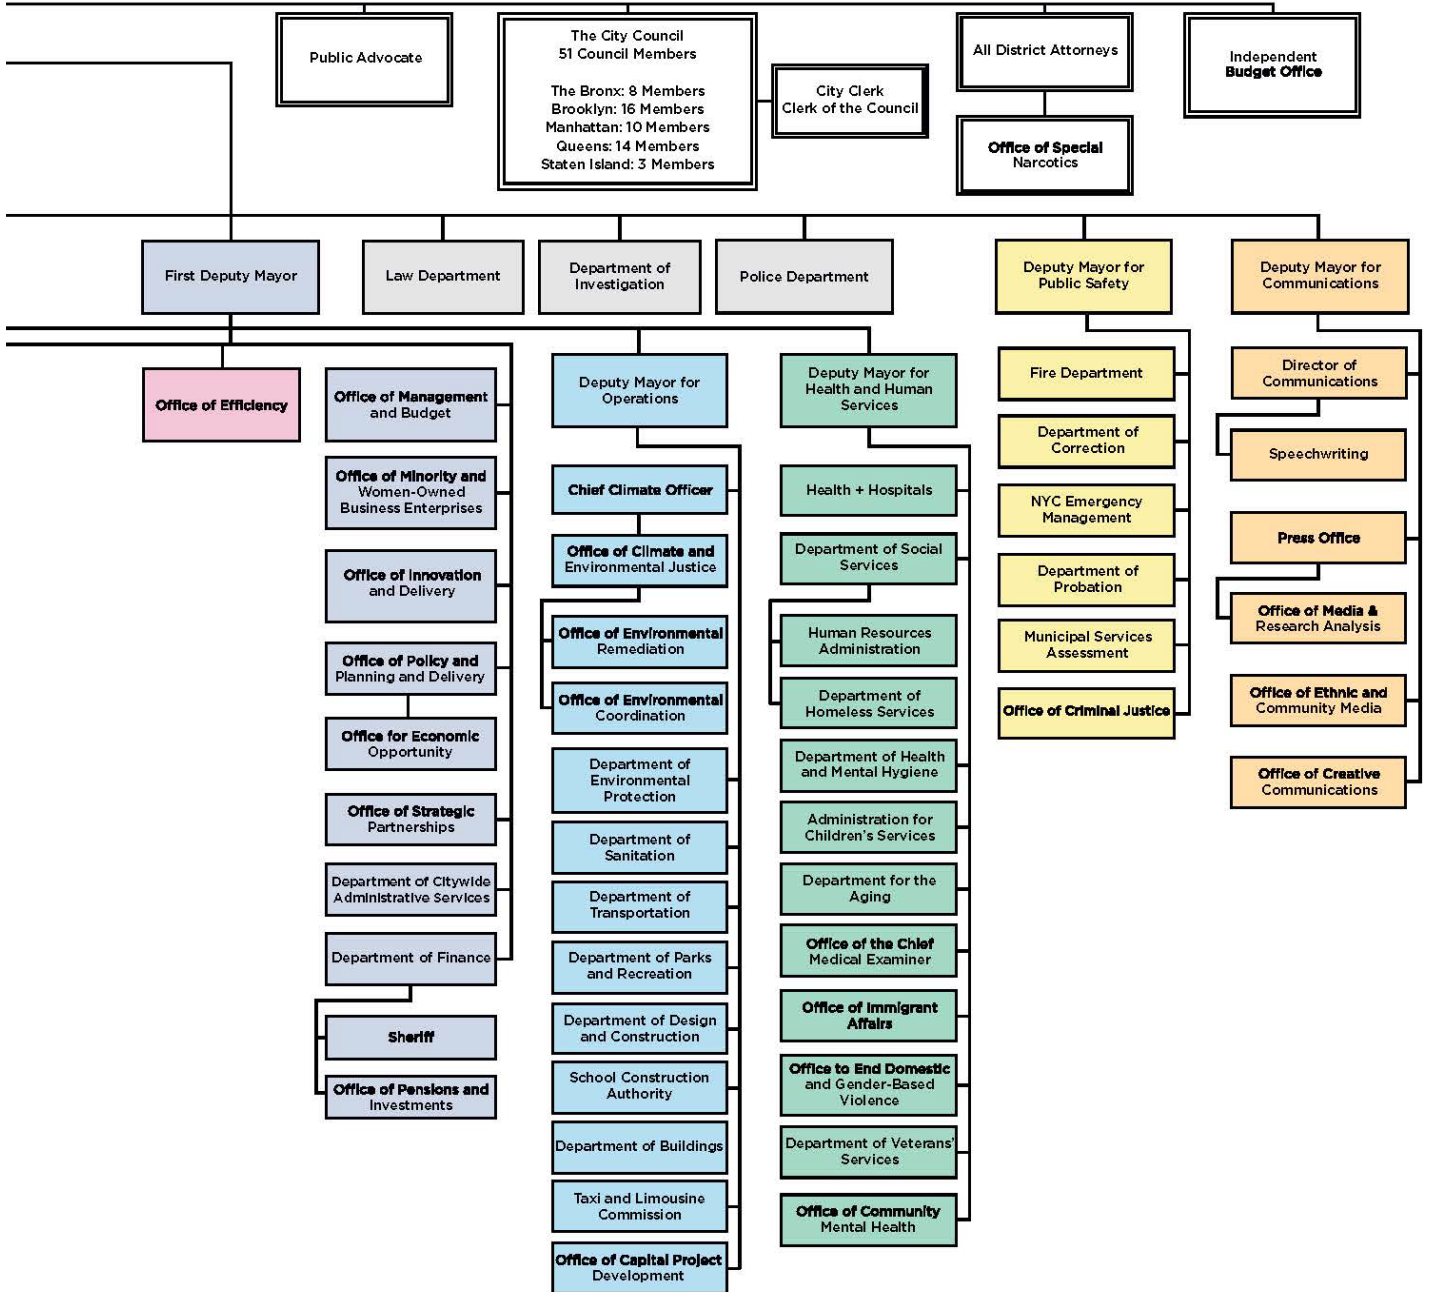 Public Advocate
The City Council
51 Council Members
The Bronx: 8 Members
Brooklyn: 16 Members
Manhattan: 10 Members
Queens: 14 Members
Staten Island: 3 Members
City Clerk
Clerk of the Council
All District Attorneys
Office of Special
Narcotics
Independent
Budget Office
First Deputy Mayor
Law Department
Department of
Investigation
Police Department
Deputy Mayor for
Public Safety
Deputy Mayor for
Communications
Office of Efficiency
Office of Management
and Budget
Office of Minority and
Women-Owned
Business Enterprises
Office of Innovation
and Delivery
Office of Policy and
Planning and Delivery
Office for Economic
Opportunity
Office of Strategic
Partnerships
Department of Citywide
Administrative Services
Department of Finance
Sheriff
Office of Pensions and
Investments
Deputy Mayor for
Operations
Chief Climate Officer
Office of Climate and
Environmental Justice
Office of Environmental
Remediation
Office of Environmental
Coordination
Department of
Environmental
Protection
Department of
Sanitation
Department of
Transportation
Department of Parks
and Recreation
Department of Design
and Construction
School Construction
Authority
Department of Buildings
Taxi and Limousine
Commission
Office of Capital Project
Development
Deputy Mayor for
Health and Human
Services
Health + Hospitals
Department of Social
Services
Human Resources
Administration
Department of
Homeless Services
Department of Health
and Mental Hygiene
Administration for
Children's Services
Department for the
Aging
Office of the Chief
Medical Examiner
Office of Immigrant
Affairs
Office to End Domestic
and Gender-Based
Violence
Department of Veterans'
Services
Office of Community
Mental Health
Fire Department
Department of
Correction
NYC Emergency
Management
Department of
Probation
Municipal Services
Assessment
Office of Criminal Justice
Director of
Communications
Speechwriting
Press Office
Office of Media &
Research Analysis
Office of Ethnic and
Community Media
Office of Creative
Communications